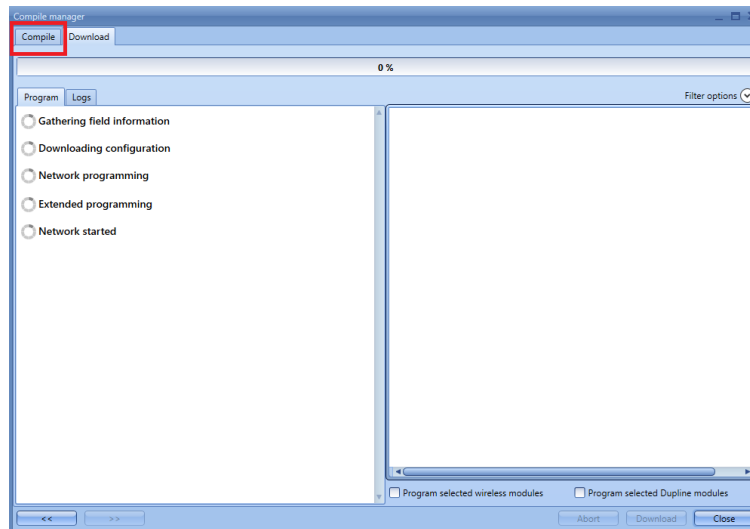 Compile manager
Compile Download
0 %
Program Logs
Filter options
Gathering field information
Downloading configuration
Network programming
Extended programming
Network started
Program selected wireless modules
Program selected Dupline modules
<< >>
Abort Download Close